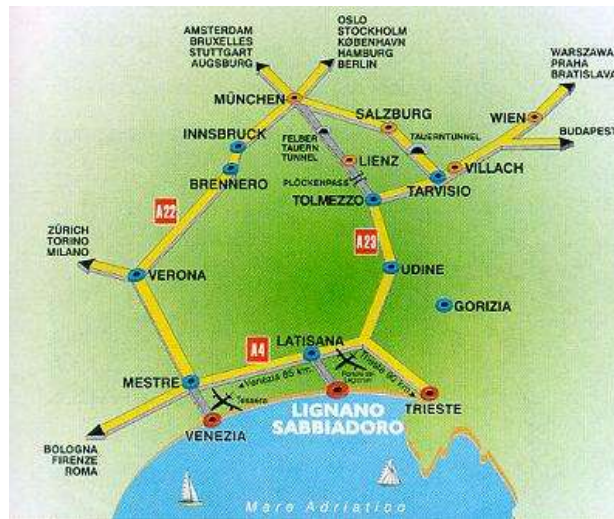 AMSTERDAM
BRUXELLES
STUTTGART
AUGSBURG
OSLO
STOCKHOLM
KØBENHAVN
HAMBURG
BERLIN
WARSZAWA
PRAHA
BRATISLAVA
MÜNCHEN
SALZBURG
WIEN
BUDAPEST
INNSBRUCK
FELBER
TAUERN
TUNNEL
TAUERNTUNNEL
LIENZ
VILLACH
BRENNERO
PLÖCKENPASS
TARVISIO
TOLMEZZO
A22
A23
ZÜRICH
TORINO
MILANO
VERONA
UDINE
GORIZIA
LATISANA
A4
MESTRE
Venezia 85 km.
Trieste 90 km.
Tessera
LIGNANO
SABBIADORO
TRIESTE
VENEZIA
BOLOGNA
FIRENZE
ROMA
Mare Adriatico